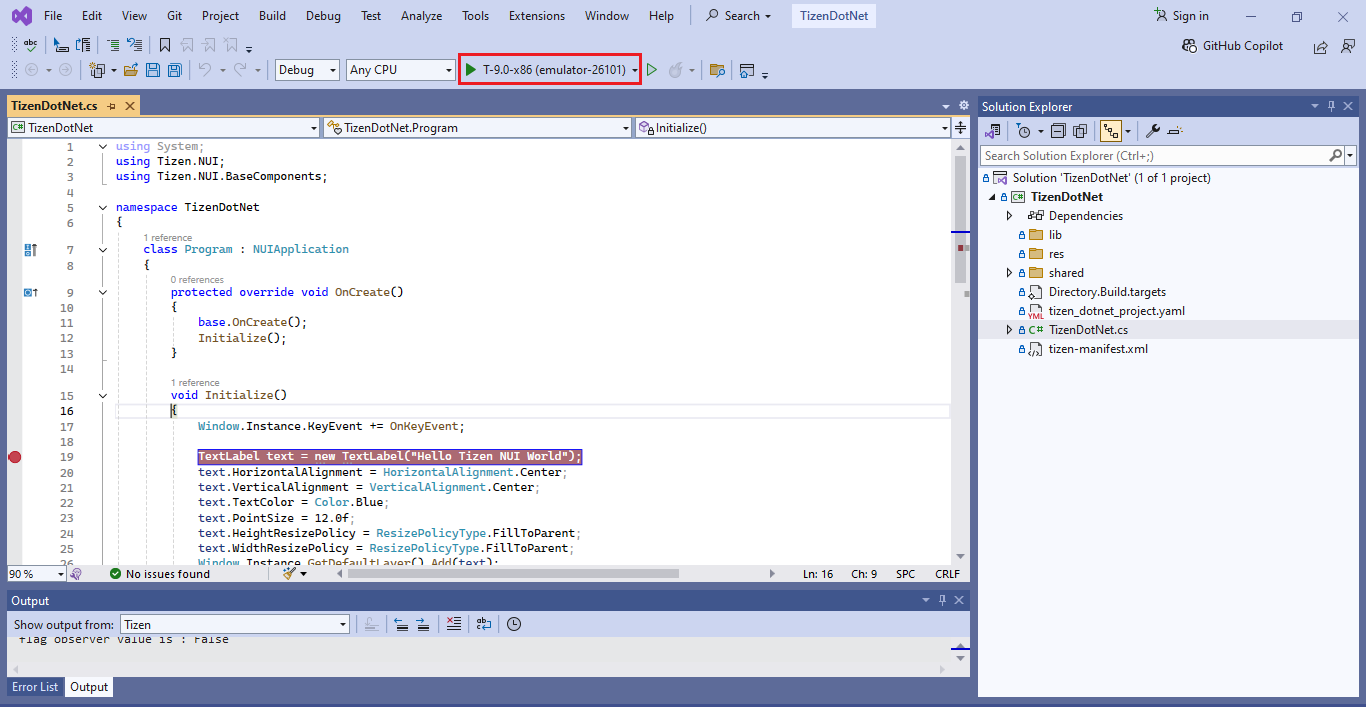 File Edit View Git Project Build Debug Test Analyze Tools Extensions Window Help Search TizenDotNet Sign in
abc GitHub Copilot
Debug Any CPU T-9.0-x86 (emulator-26101)
TizenDotNet.cs
C# TizenDotNet TizenDotNet.Program Initialize()
1 using System;
2 using Tizen.NUI;
3 using Tizen.NUI.BaseComponents;
4
5 namespace TizenDotNet
6 {
1 reference
7 class Program : NUIApplication
8 {
0 references
9 protected override void OnCreate()
10 {
11 base.OnCreate();
12 Initialize();
13 }
14
1 reference
15 void Initialize()
16 {
17 Window.Instance.KeyEvent += OnKeyEvent;
18
19 TextLabel text = new TextLabel("Hello Tizen NUI World");
20 text.HorizontalAlignment = HorizontalAlignment.Center;
21 text.VerticalAlignment = VerticalAlignment.Center;
22 text.TextColor = Color.Blue;
23 text.PointSize = 12.0f;
24 text.HeightResizePolicy = ResizePolicyType.FillToParent;
25 text.WidthResizePolicy = ResizePolicyType.FillToParent;
26 Window.Instance.GetDefaultLayer().Add(text);
90 % No issues found Ln: 16 Ch: 9 SPC CRLF
Output
Show output from: Tizen
flag observer value is : False
Error List Output
Solution Explorer
Search Solution Explorer (Ctrl+;)
Solution 'TizenDotNet' (1 of 1 project)
C# TizenDotNet
Dependencies
lib
res
shared
Directory.Build.targets
YML tizen_dotnet_project.yaml
C# TizenDotNet.cs
tizen-manifest.xml